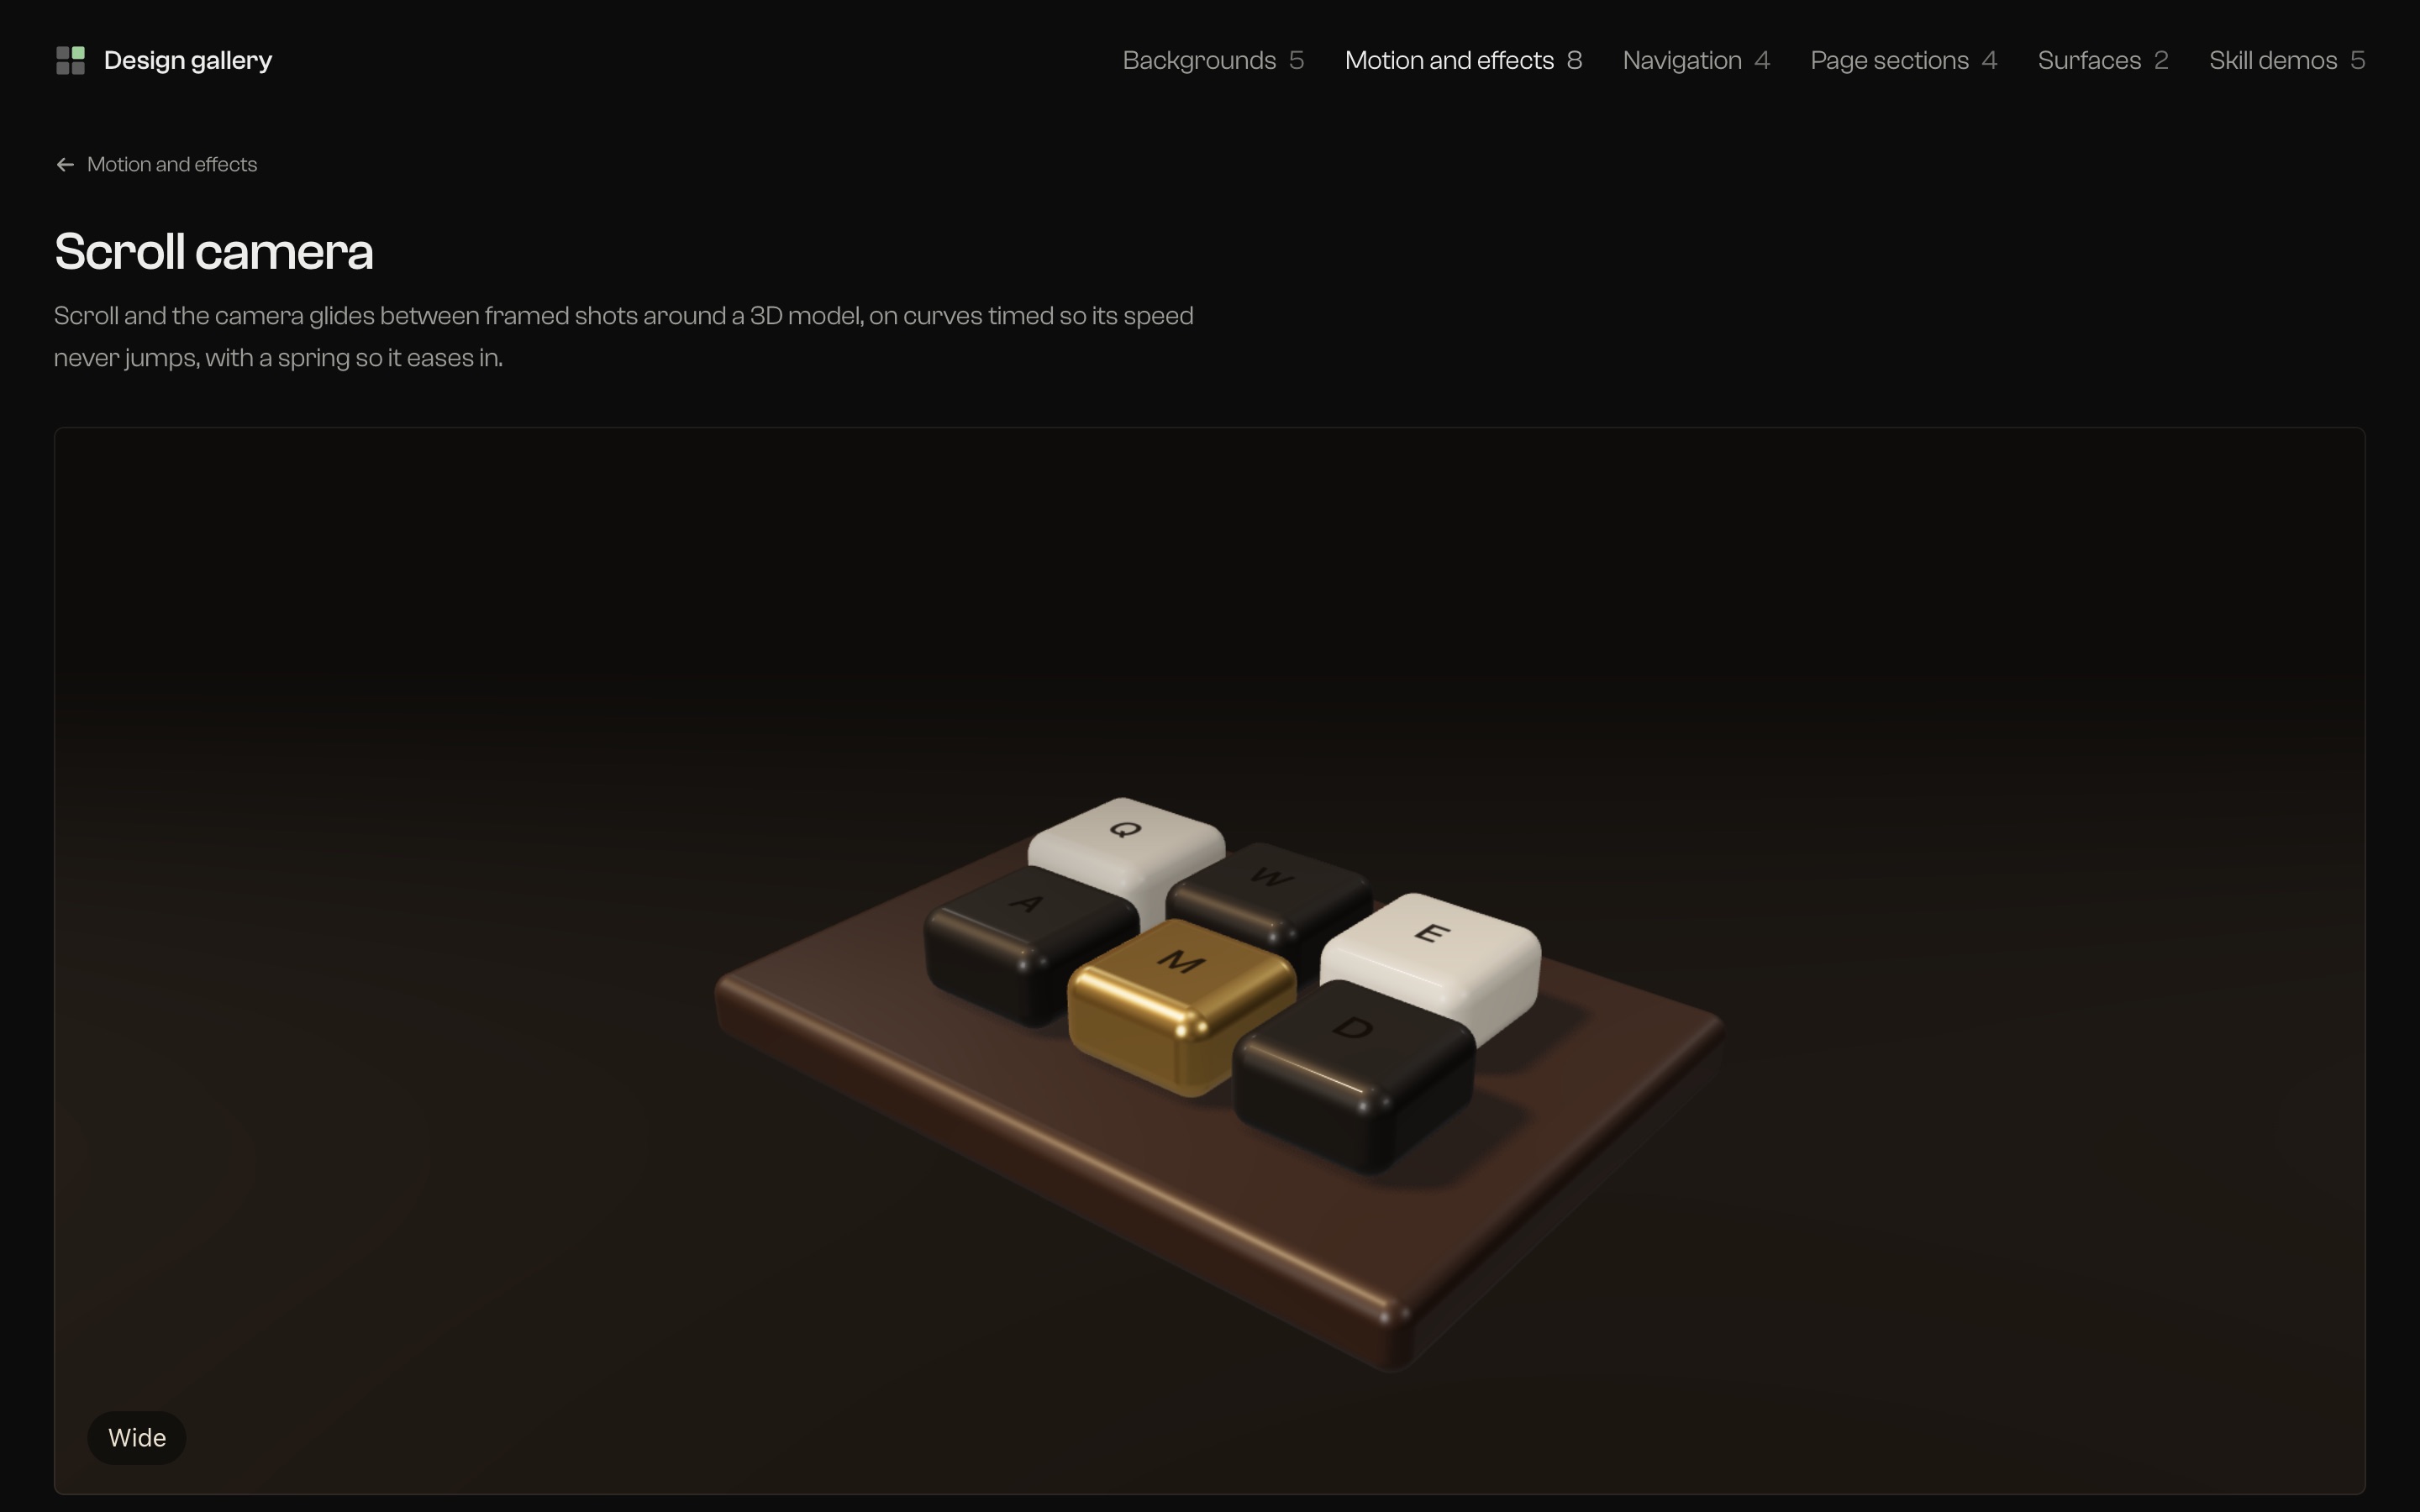 Design gallery
Backgrounds 5
Motion and effects 8
Navigation 4
Page sections 4
Surfaces 2
Skill demos 5
Motion and effects
Scroll camera
Scroll and the camera glides between framed shots around a 3D model, on curves timed so its speed
never jumps, with a spring so it eases in.
Q
W
E
A
M
D
Wide